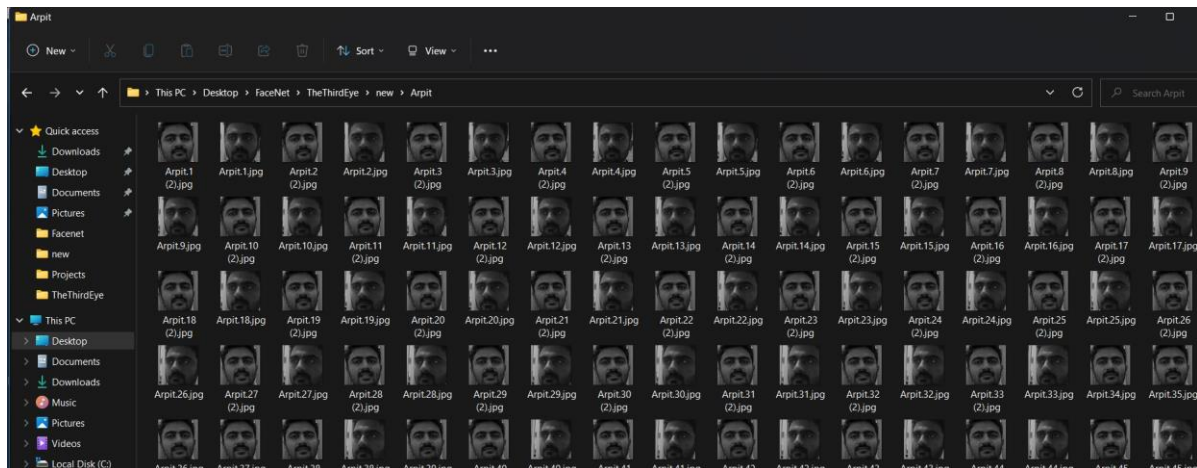 Arpit
New Sort View
This PC > Desktop > FaceNet > TheThirdEye > new > Arpit Search Arpit
Quick access
Downloads
Desktop
Documents
Pictures
Facenet
new
Projects
TheThirdEye
This PC
Desktop
Documents
Downloads
Music
Pictures
Videos
Local Disk (C:)
Arpit.1 (2).jpg Arpit.1.jpg Arpit.2 (2).jpg Arpit.2.jpg Arpit.3 (2).jpg Arpit.3.jpg Arpit.4 (2).jpg Arpit.4.jpg Arpit.5 (2).jpg Arpit.5.jpg Arpit.6 (2).jpg Arpit.6.jpg Arpit.7 (2).jpg Arpit.7.jpg Arpit.8 (2).jpg Arpit.8.jpg Arpit.9 (2).jpg
Arpit.9.jpg Arpit.10 (2).jpg Arpit.10.jpg Arpit.11 (2).jpg Arpit.11.jpg Arpit.12 (2).jpg Arpit.12.jpg Arpit.13 (2).jpg Arpit.13.jpg Arpit.14 (2).jpg Arpit.14.jpg Arpit.15 (2).jpg Arpit.15.jpg Arpit.16 (2).jpg Arpit.16.jpg Arpit.17 (2).jpg Arpit.17.jpg
Arpit.18 (2).jpg Arpit.18.jpg Arpit.19 (2).jpg Arpit.19.jpg Arpit.20 (2).jpg Arpit.20.jpg Arpit.21 (2).jpg Arpit.21.jpg Arpit.22 (2).jpg Arpit.22.jpg Arpit.23 (2).jpg Arpit.23.jpg Arpit.24 (2).jpg Arpit.24.jpg Arpit.25 (2).jpg Arpit.25.jpg Arpit.26 (2).jpg
Arpit.26.jpg Arpit.27 (2).jpg Arpit.27.jpg Arpit.28 (2).jpg Arpit.28.jpg Arpit.29 (2).jpg Arpit.29.jpg Arpit.30 (2).jpg Arpit.30.jpg Arpit.31 (2).jpg Arpit.31.jpg Arpit.32 (2).jpg Arpit.32.jpg Arpit.33 (2).jpg Arpit.33.jpg Arpit.34.jpg Arpit.35.jpg